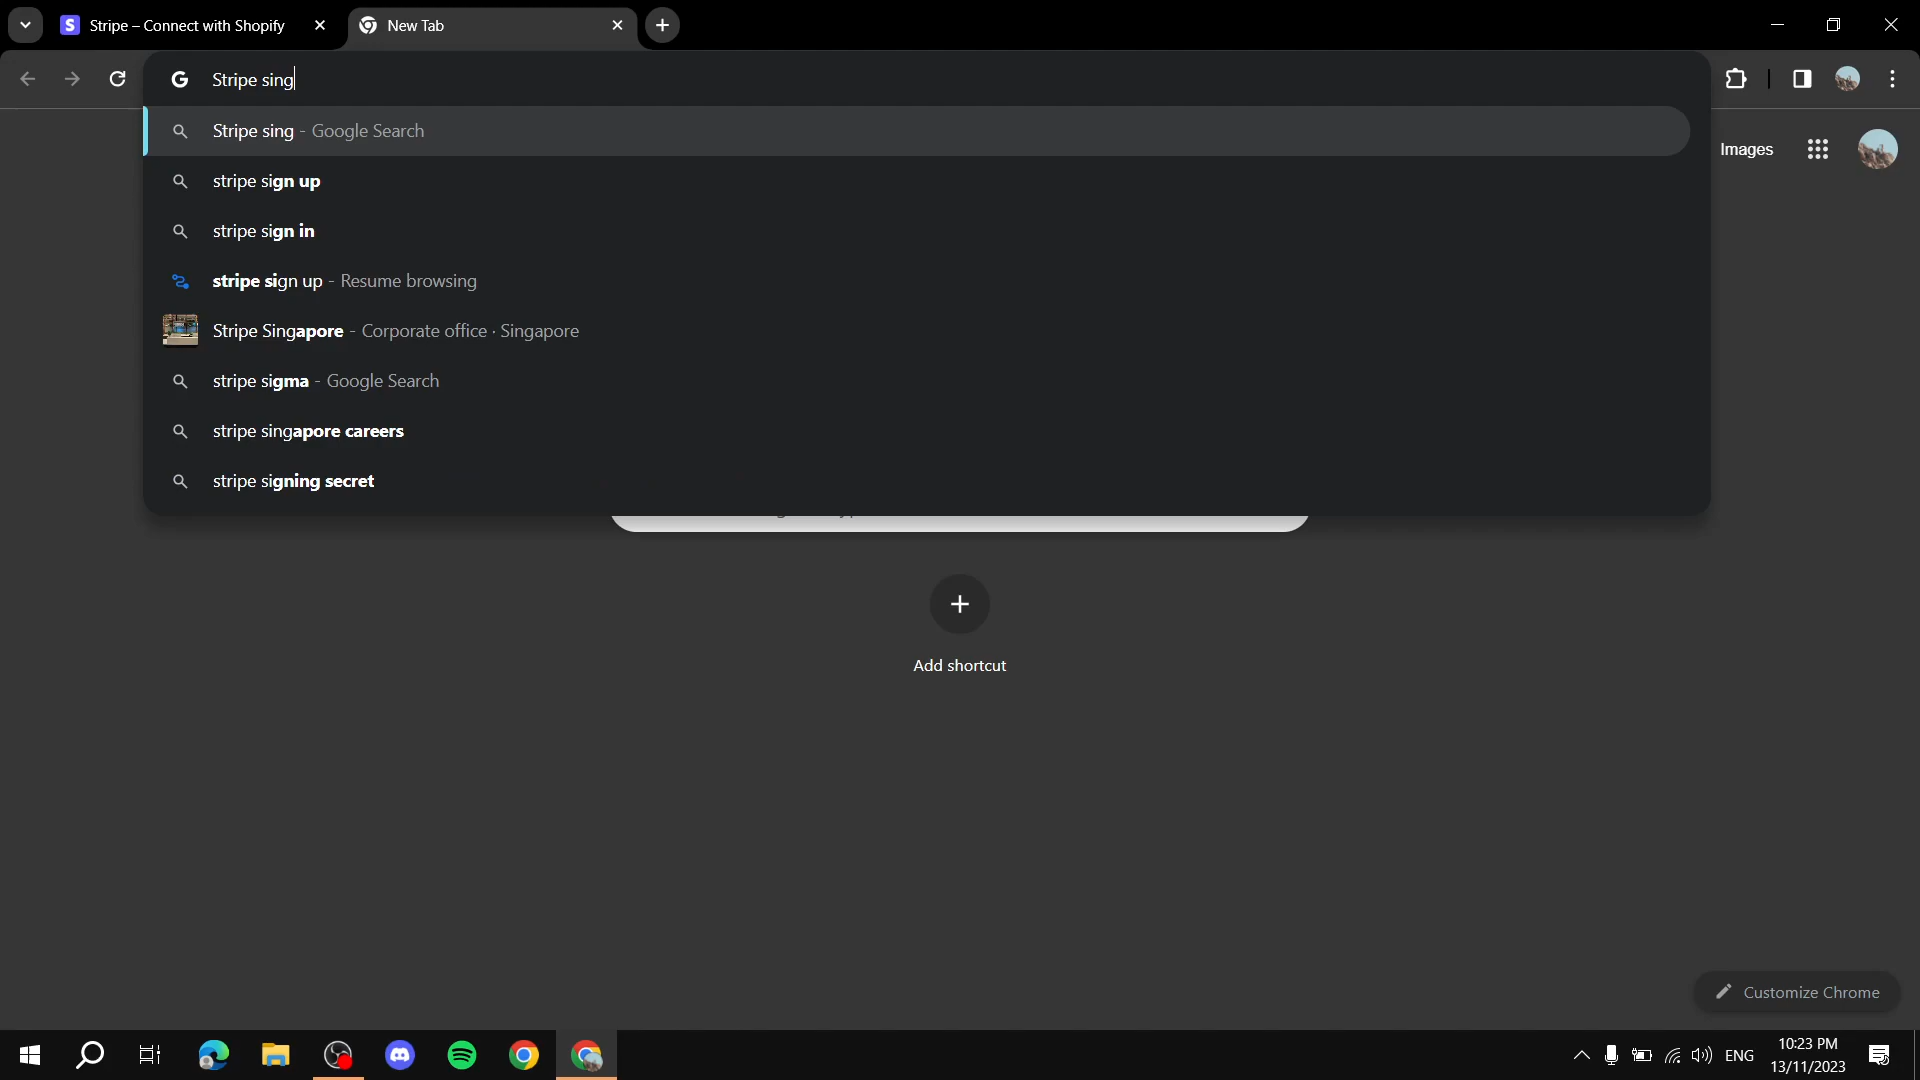 Stripe – Connect with Shopify
New Tab
Stripe sing
Stripe sing - Google Search
stripe sign up
stripe sign in
stripe sign up - Resume browsing
Stripe Singapore - Corporate office · Singapore
stripe sigma - Google Search
stripe singapore careers
stripe signing secret
Images
Add shortcut
Customize Chrome
ENG
10:23 PM
13/11/2023